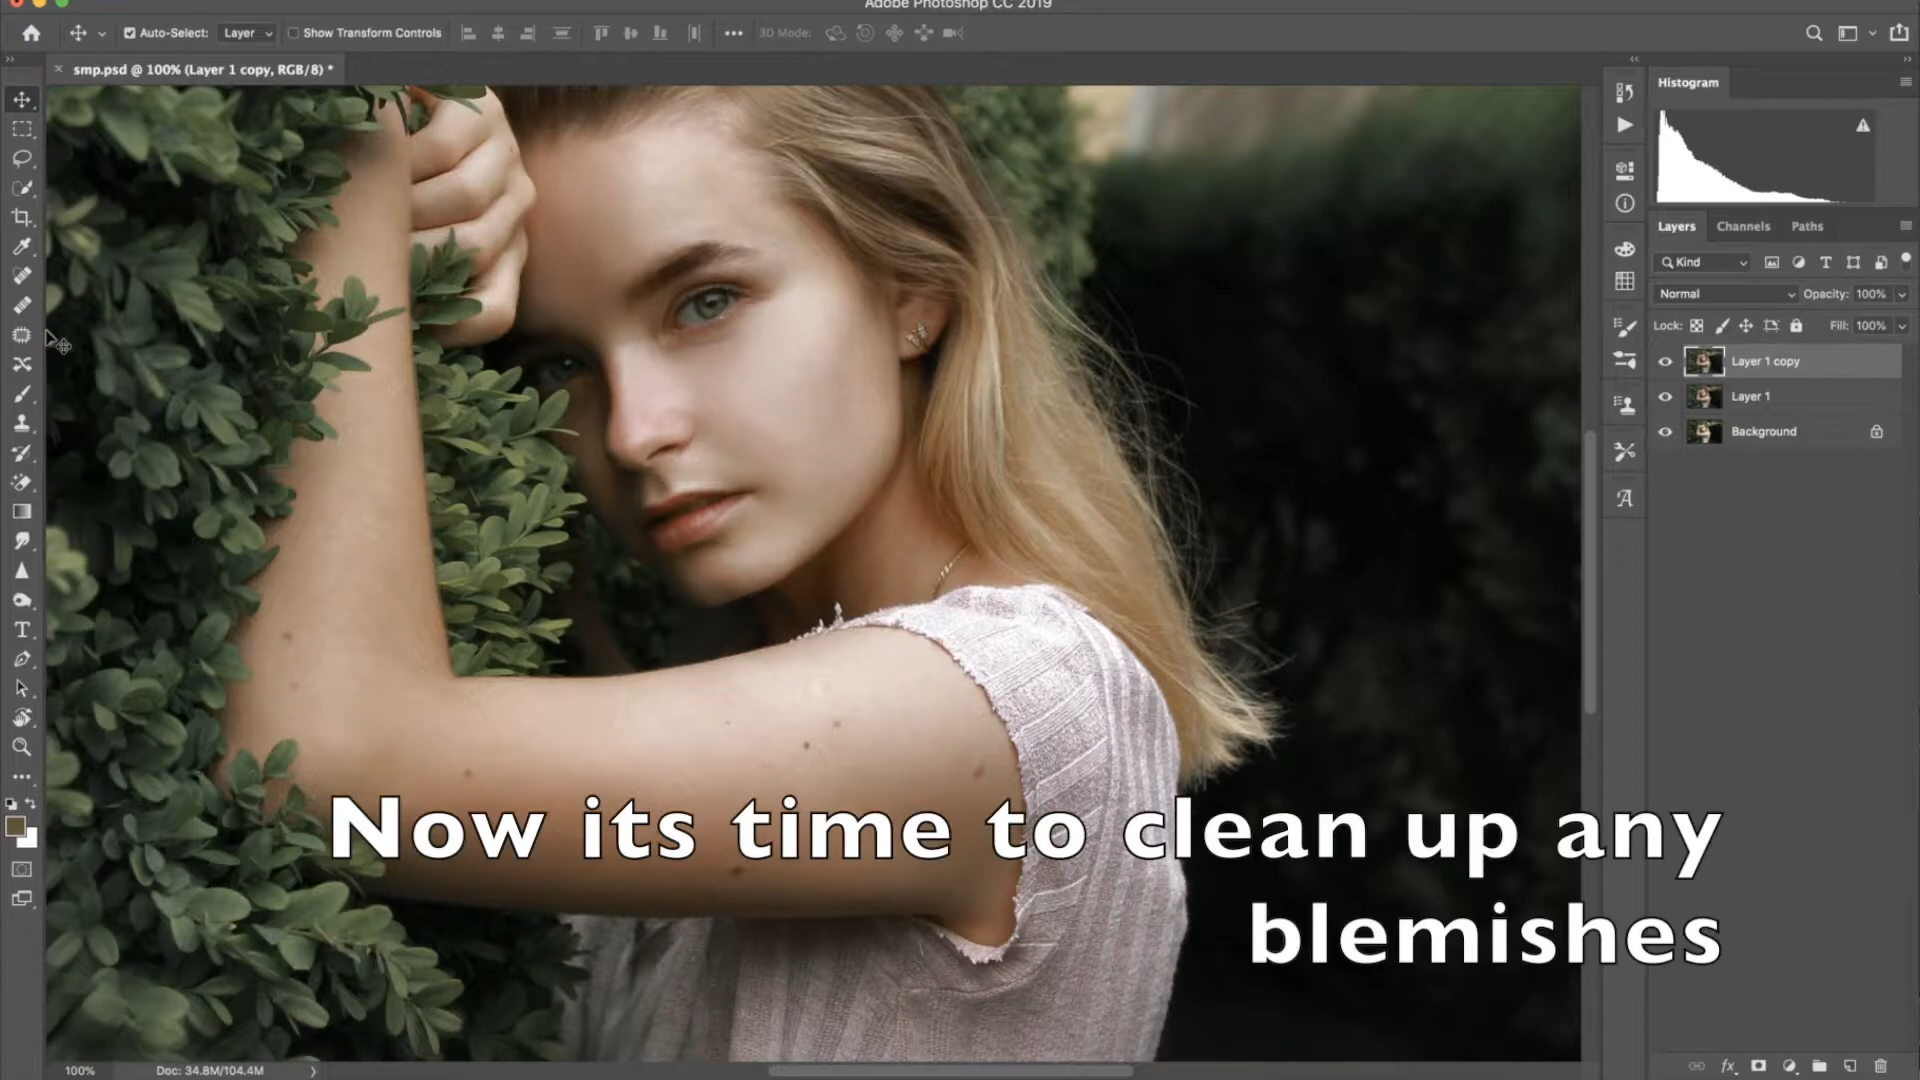 Adobe Photoshop CC 2019
Auto-Select: Layer Show Transform Controls 3D Mode:
smp.psd @ 100% (Layer 1 copy, RGB/8) *
Histogram
Layers Channels Paths
Kind
Normal Opacity: 100%
Lock: Fill: 100%
Layer 1 copy
Layer 1
Background
Now its time to clean up any
blemishes
100% Doc: 34.8M/104.4M